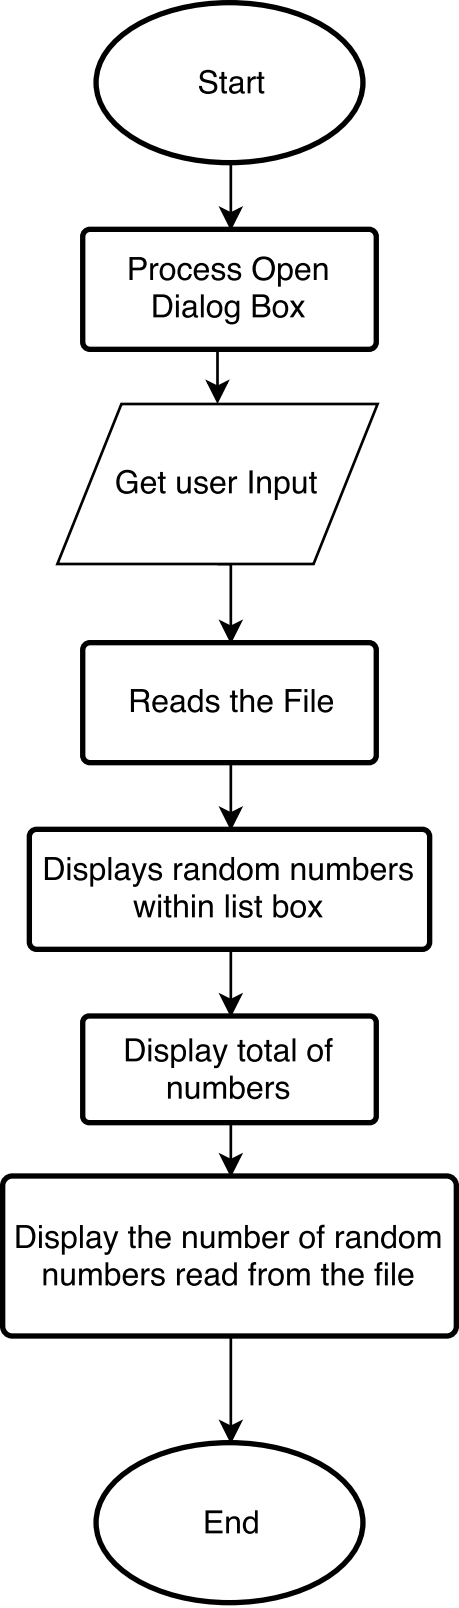 Start
Process Open
Dialog Box
Get user Input
Reads the File
Displays random numbers
within list box
Display total of
numbers
Display the number of random
numbers read from the file
End